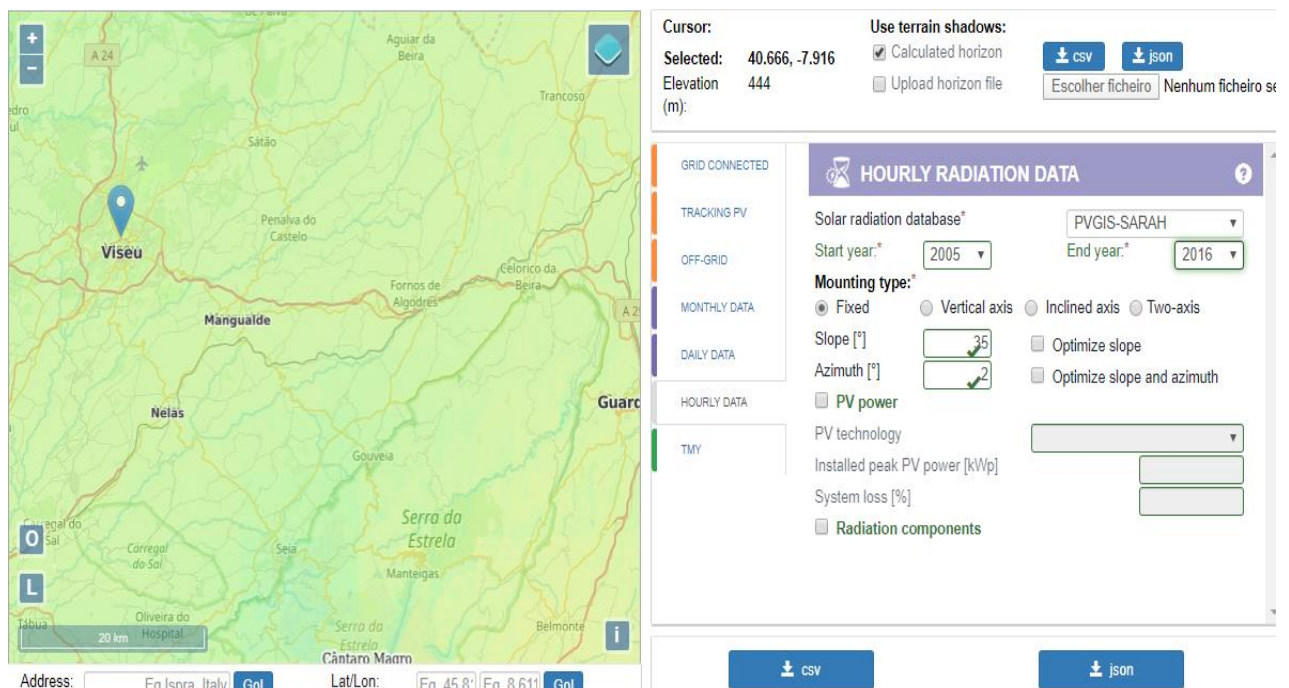 +
−
A 24
Aguiar da
Beira
Trancoso
Sátão
Penalva do
Castelo
Viseu
Celorico da
Beira
Fornos de
Algodres
Mangualde
Nelas
Guard
Gouveia
Serra da
Estrela
O
Carregal do
Sal
Carregal
do Sal
Seia
Manteigas
L
Tábua
Oliveira do
Hospital
20 km
Serra da
Estrela
Belmonte
i
Cântaro Magro
Address:
Eg.Ispra, Italy
Go!
Lat/Lon:
Eg. 45.8
Eg. 8.611
Go!
Cursor:
Use terrain shadows:
Selected: 40.666, -7.916
Calculated horizon
csv
json
Elevation 444
(m):
Upload horizon file
Escolher ficheiro Nenhum ficheiro se
GRID CONNECTED
TRACKING PV
OFF-GRID
MONTHLY DATA
DAILY DATA
HOURLY DATA
TMY
HOURLY RADIATION DATA
?
Solar radiation database* PVGIS-SARAH
Start year:* 2005 End year:* 2016
Mounting type:*
Fixed Vertical axis Inclined axis Two-axis
Slope [°] 35 Optimize slope
Azimuth [°] 2 Optimize slope and azimuth
PV power
PV technology
Installed peak PV power [kWp]
System loss [%]
Radiation components
csv
json